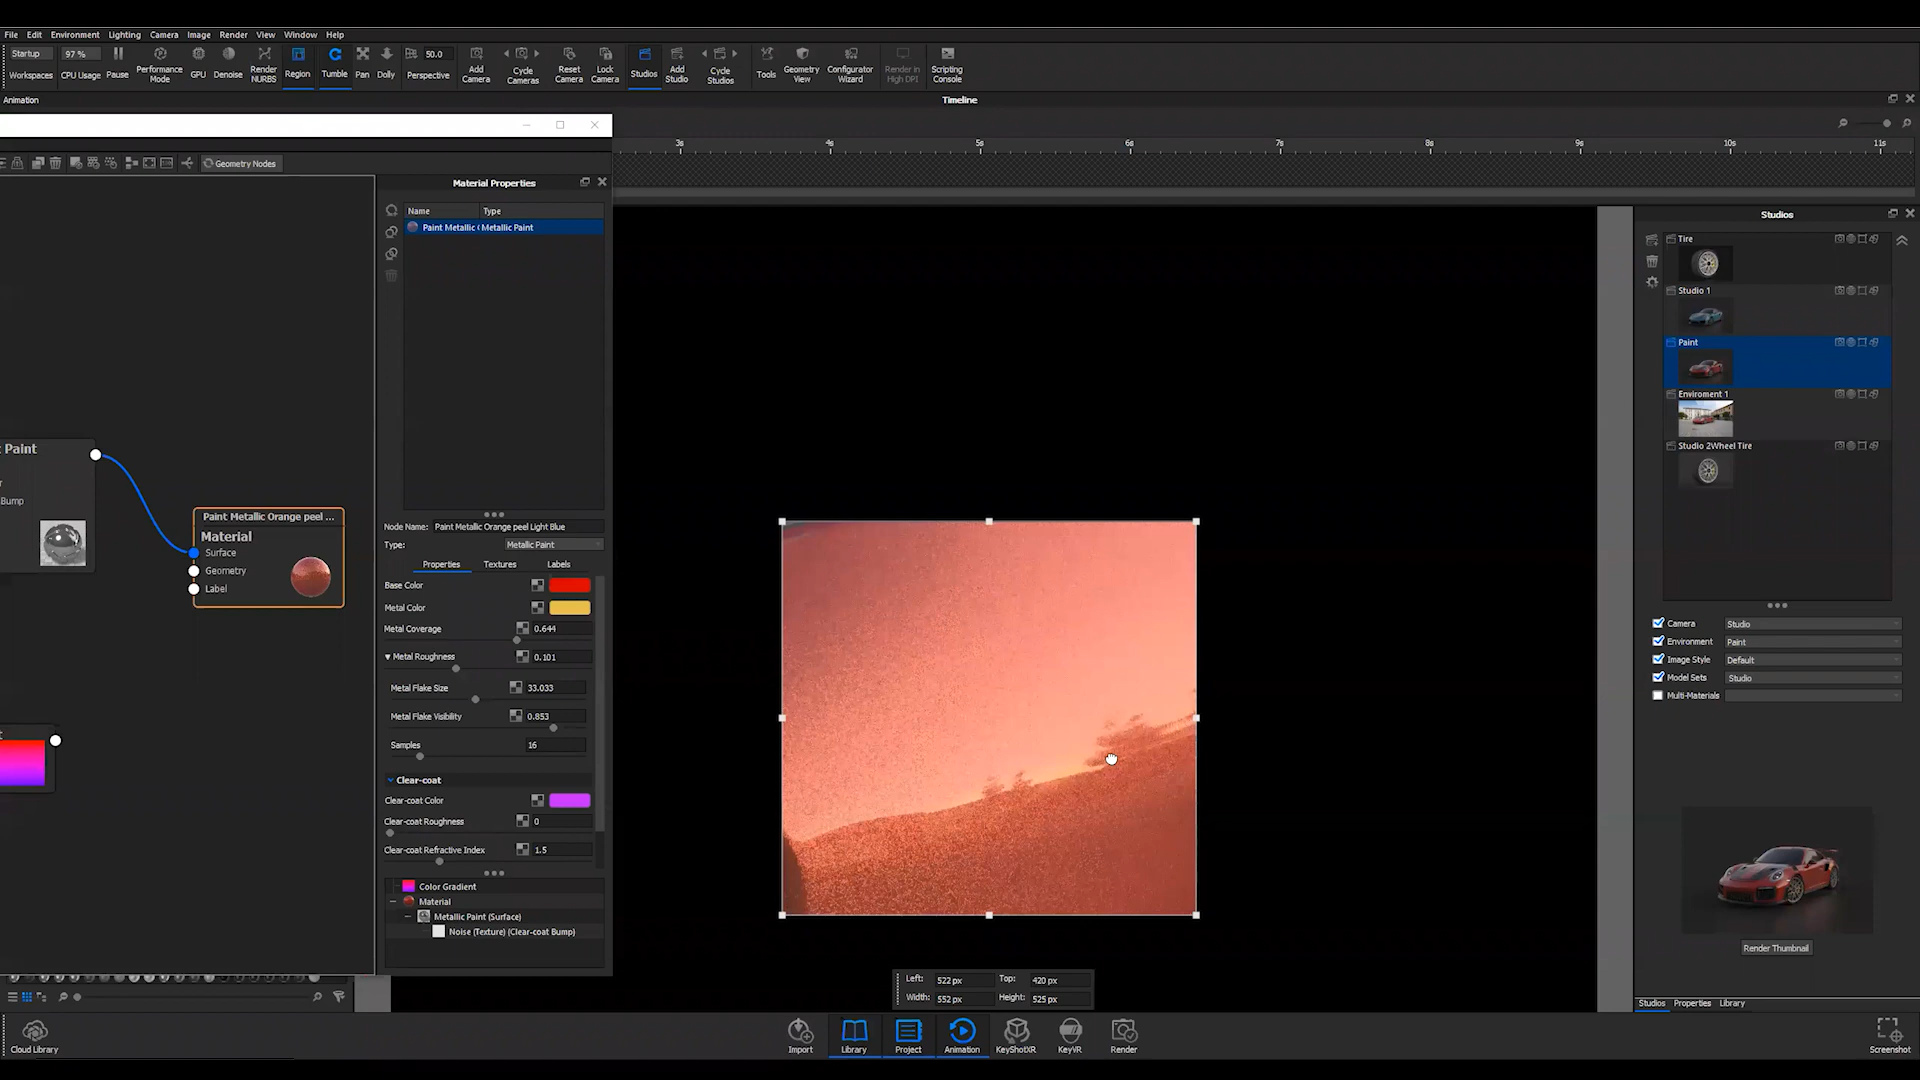 File Edit Environment Lighting Camera Image Render View Window Help
Startup 97 % 50.0
Workspaces CPU Usage Pause Performance Mode GPU Denoise Render NURBS Region Tumble Pan Dolly Perspective Add Camera Cycle Cameras Reset Camera Lock Camera Studios Add Studio Cycle Studios Tools Geometry View Configurator Wizard Render in High DPI Scripting Console
Animation Timeline
3s 4s 5s 6s 7s 8s 9s 10s 11s
Geometry Nodes
Material Properties
Name Type
Paint Metallic Metallic Paint
Paint
Bump
Paint Metallic Orange peel ...
Material
Surface
Geometry
Label
Node Name: Paint Metallic Orange peel Light Blue
Type: Metallic Paint
Properties Textures Labels
Base Color
Metal Color
Metal Coverage 0.644
Metal Roughness 0.101
Metal Flake Size 33.033
Metal Flake Visibility 0.853
Samples 16
Clear-coat
Clear-coat Color
Clear-coat Roughness 0
Clear-coat Refractive Index 1.5
Color Gradient
Material
Metallic Paint (Surface)
Noise (Texture) (Clear-coat Bump)
Left: 522 px Top: 420 px
Width: 552 px Height: 525 px
Studios
Tire
Studio 1
Paint
Enviroment 1
Studio 2Wheel Tire
Camera Studio
Environment Paint
Image Style Default
Model Sets Studio
Multi-Materials
Render Thumbnail
Studios Properties Library
Cloud Library Import Library Project Animation KeyShotXR KeyVR Render Screenshot